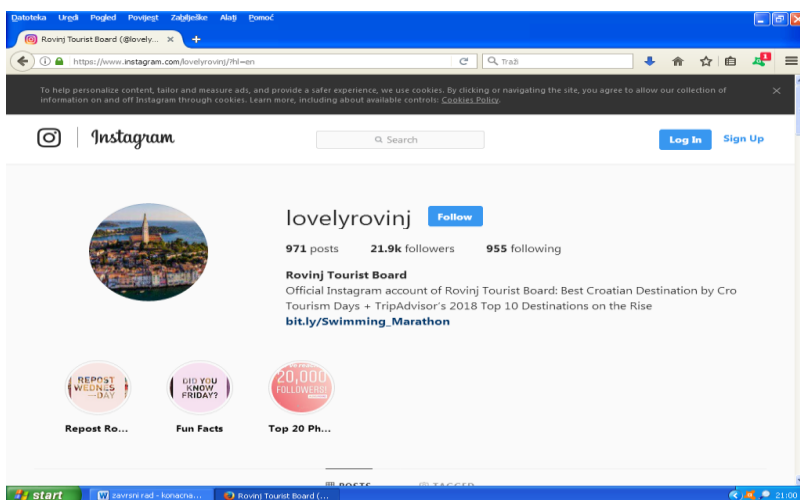 Datoteka Uredi Pogled Povijest Zabilješke Alati Pomoć
Rovinj Tourist Board (@lovely... × +
https://www.instagram.com/lovelyrovinj/?hl=en
Traži
To help personalize content, tailor and measure ads, and provide a safer experience, we use cookies. By clicking or navigating the site, you agree to allow our collection of
information on and off Instagram through cookies. Learn more, including about available controls: Cookies Policy.
Instagram
Search
Log In Sign Up
lovelyrovinj Follow
971 posts 21.9k followers 955 following
Rovinj Tourist Board
Official Instagram account of Rovinj Tourist Board: Best Croatian Destination by Cro
Tourism Days + TripAdvisor's 2018 Top 10 Destinations on the Rise
bit.ly/Swimming_Marathon
REPOST
WEDNES
—DAY
DID YOU
KNOW
FRIDAY?
20,000
FOLLOWERS!
Repost Ro... Fun Facts Top 20 Ph...
POSTS TAGGED
start zavrsni rad - konacna... Rovinj Tourist Board (... 21:00